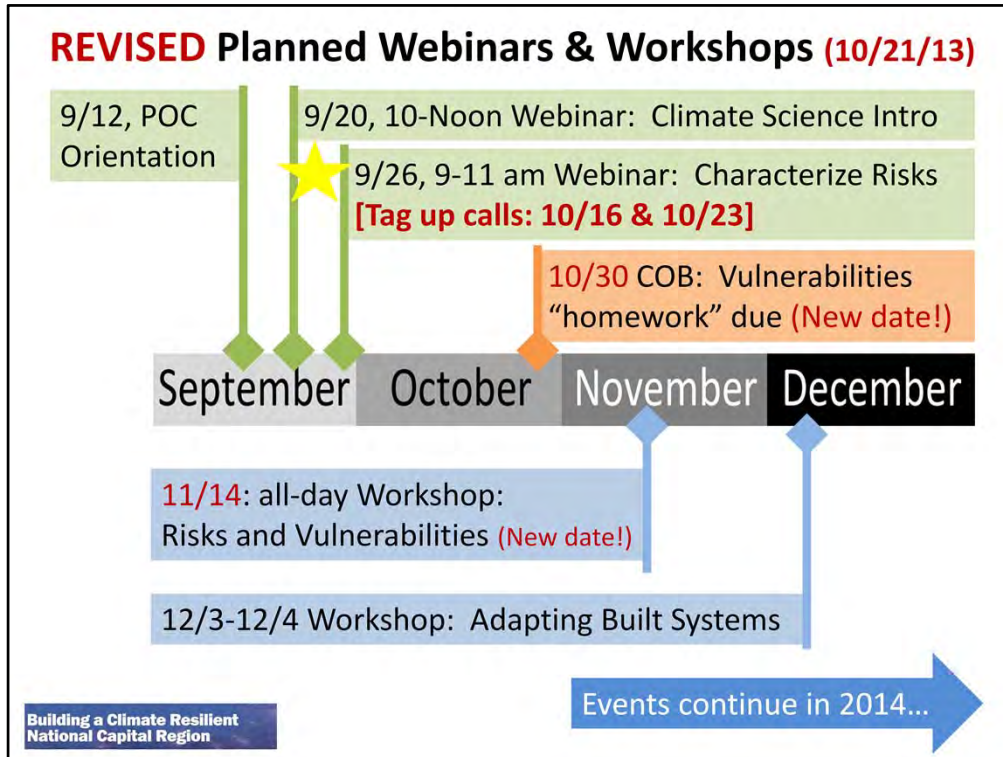 REVISED Planned Webinars & Workshops (10/21/13)
9/12, POC
Orientation
9/20, 10-Noon Webinar: Climate Science Intro
9/26, 9-11 am Webinar: Characterize Risks
[Tag up calls: 10/16 & 10/23]
10/30 COB: Vulnerabilities
“homework” due (New date!)
September October November December
11/14: all-day Workshop:
Risks and Vulnerabilities (New date!)
12/3-12/4 Workshop: Adapting Built Systems
Events continue in 2014…
Building a Climate Resilient
National Capital Region